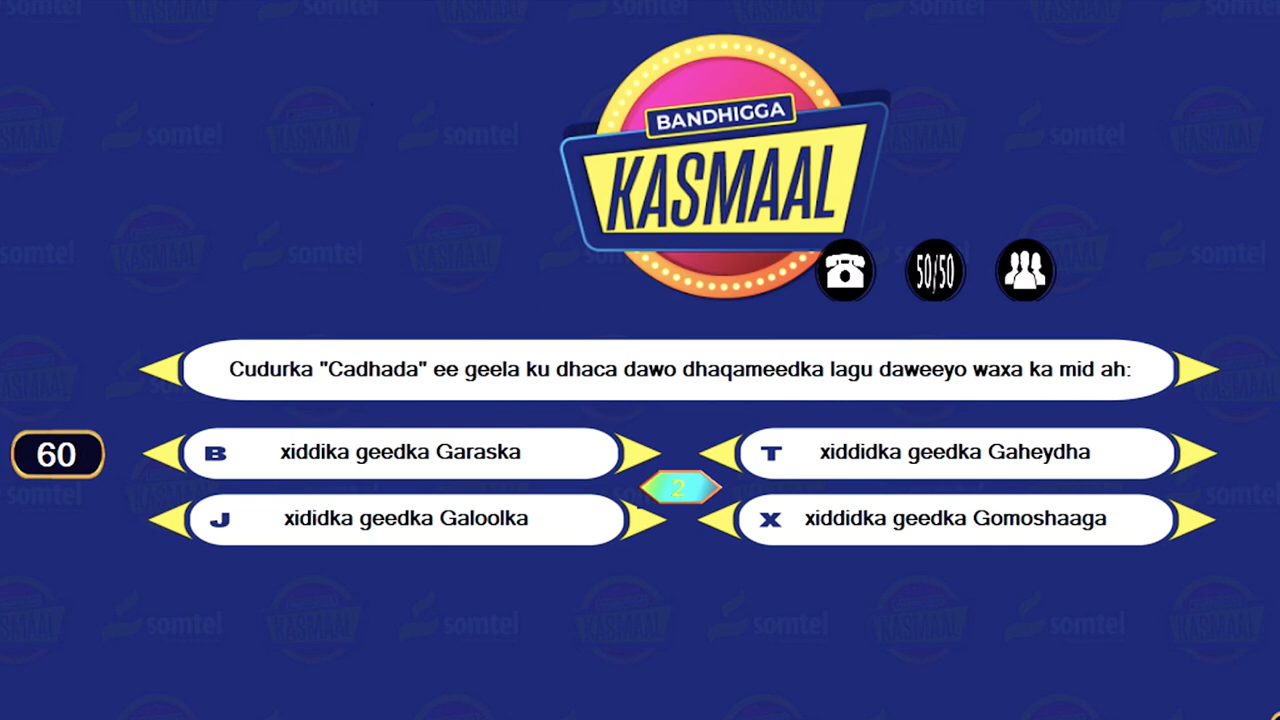 BANDHIGGA
KASMAAL
50/50
Cudurka "Cadhada" ee geela ku dhaca dawo dhaqameedka lagu daweeyo waxa ka mid ah:
60
B xiddika geedka Garaska
T xiddidka geedka Gaheydha
2
J xididka geedka Galoolka
X xiddidka geedka Gomoshaaga
somtel